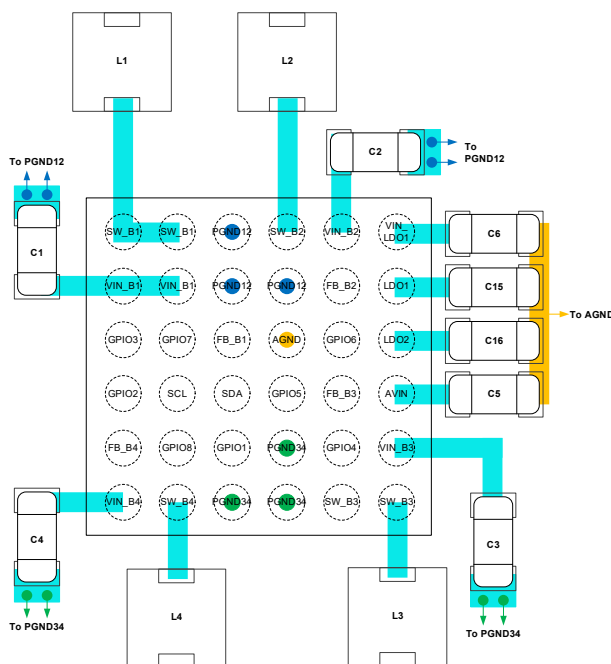 L1
L2
C2
To
PGND12
To PGND12
C1
SW_B1
SW_B1
PGND12
SW_B2
VIN_B2
VIN_
LDO1
C6
VIN_B1
VIN_B1
PGND12
PGND12
FB_B2
LDO1
C15
To AGND
GPIO3
GPIO7
FB_B1
AGND
GPIO6
LDO2
C16
GPIO2
SCL
SDA
GPIO5
FB_B3
AVIN
C5
FB_B4
GPIO8
GPIO1
PGND34
GPIO4
VIN_B3
VIN_B4
SW_B4
PGND34
PGND34
SW_B3
SW_B3
C4
C3
To PGND34
L4
L3
To PGND34